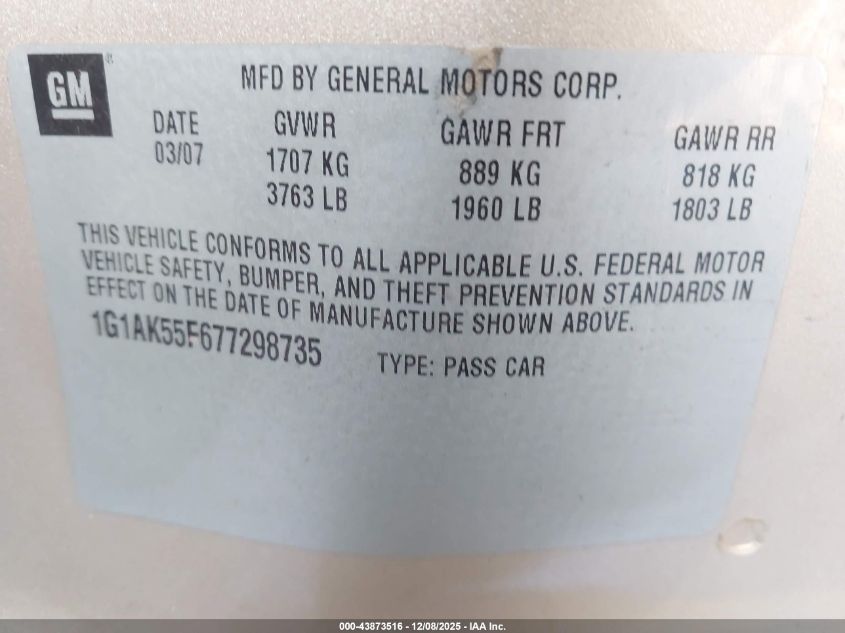 GM
MFD BY GENERAL MOTORS CORP.
DATE GVWR GAWR FRT GAWR RR
03/07 1707 KG 889 KG 818 KG
3763 LB 1960 LB 1803 LB
THIS VEHICLE CONFORMS TO ALL APPLICABLE U.S. FEDERAL MOTOR
VEHICLE SAFETY, BUMPER, AND THEFT PREVENTION STANDARDS IN
EFFECT ON THE DATE OF MANUFACTURE SHOWN ABOVE.
1G1AK55F677298735 TYPE: PASS CAR
000-43873516 - 12/08/2025 - IAA Inc.